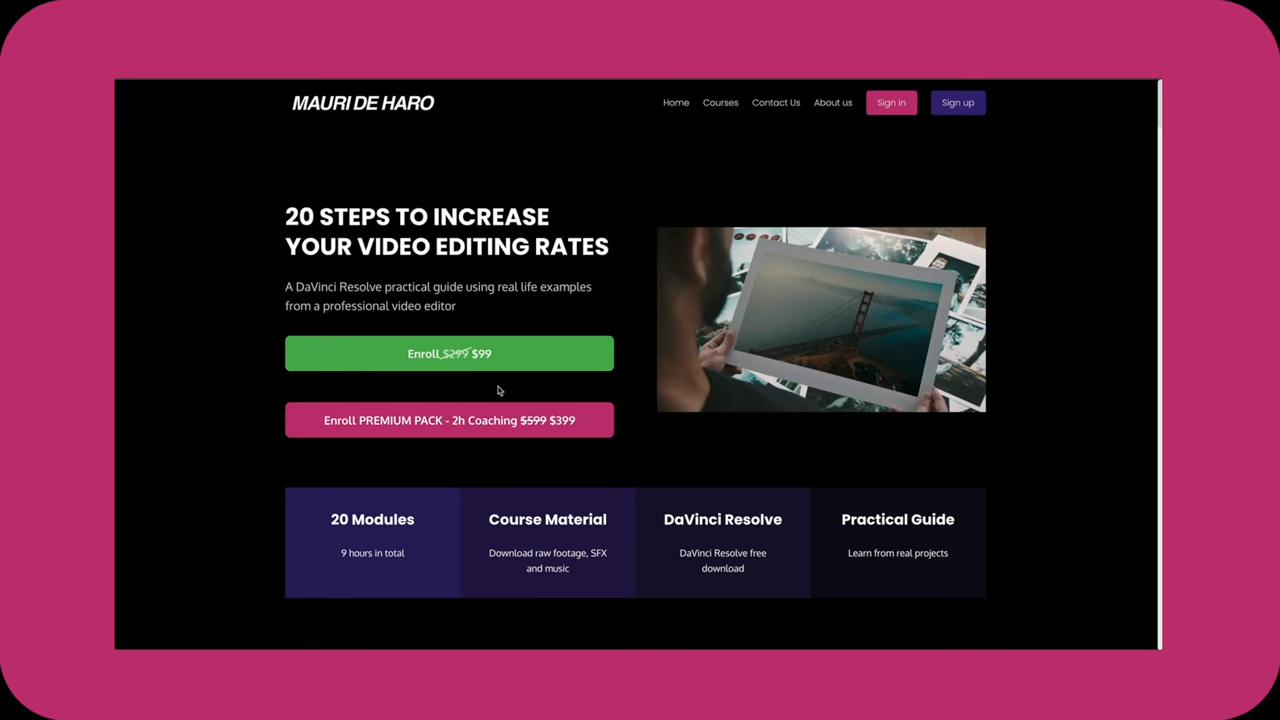 MAURI DE HARO
Home Courses Contact Us About us Sign in Sign up
20 STEPS TO INCREASE
YOUR VIDEO EDITING RATES
A DaVinci Resolve practical guide using real life examples
from a professional video editor
Enroll $299 $99
Enroll PREMIUM PACK - 2h Coaching $599 $399
20 Modules
9 hours in total
Course Material
Download raw footage, SFX
and music
DaVinci Resolve
DaVinci Resolve free
download
Practical Guide
Learn from real projects